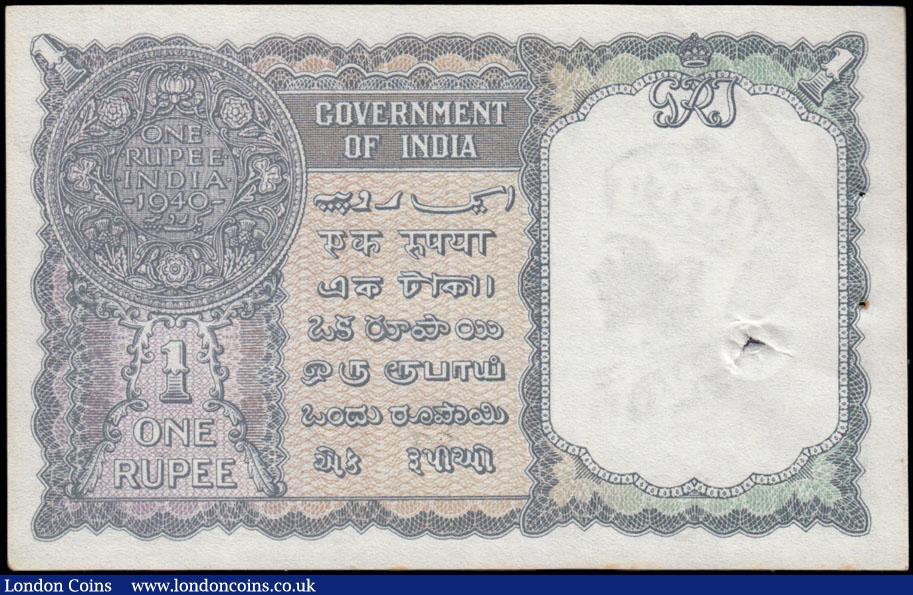 GRI
ONE
RUPEE
INDIA
1940
GOVERNMENT
OF INDIA
ایک روپیہ
एक रुपया
এক টাকা।
ఒక రూపాయి
ஒரு ரூபாய்
ಒಂದು ರೂಪಾಯಿ
એક રૂપીઓ
1
ONE
RUPEE
London Coins www.londoncoins.co.uk